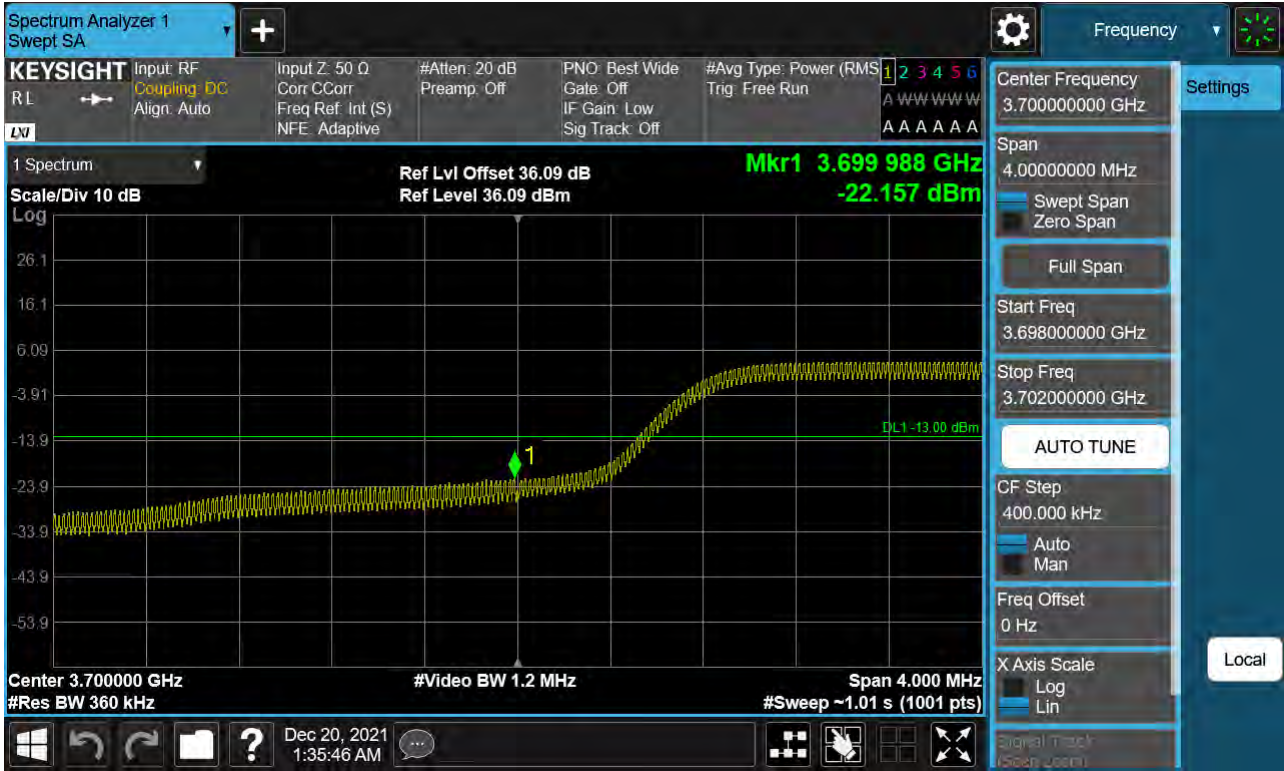 Spectrum Analyzer 1
Swept SA
Frequency
KEYSIGHT
R L
LXI
Input: RF
Coupling: DC
Align: Auto
Input Z: 50 Ω
Corr CCorr
Freq Ref: Int (S)
NFE: Adaptive
#Atten: 20 dB
Preamp: Off
PNO: Best Wide
Gate: Off
IF Gain: Low
Sig Track: Off
#Avg Type: Power (RMS
Trig: Free Run
1 2 3 4 5 6
A W W W W W
A A A A A A
1 Spectrum
Scale/Div 10 dB
Log
Ref Lvl Offset 36.09 dB
Ref Level 36.09 dBm
Mkr1 3.699 988 GHz
-22.157 dBm
26.1
16.1
6.09
-3.91
-13.9
-23.9
-33.9
-43.9
-53.9
DL1 -13.00 dBm
1
Center 3.700000 GHz
#Res BW 360 kHz
#Video BW 1.2 MHz
Span 4.000 MHz
#Sweep ~1.01 s (1001 pts)
Center Frequency
3.700000000 GHz
Settings
Span
4.00000000 MHz
Swept Span
Zero Span
Full Span
Start Freq
3.698000000 GHz
Stop Freq
3.702000000 GHz
AUTO TUNE
CF Step
400.000 kHz
Auto
Man
Freq Offset
0 Hz
X Axis Scale
Log
Lin
Signal Track
(Span Zoom)
Local
?
Dec 20, 2021
1:35:46 AM